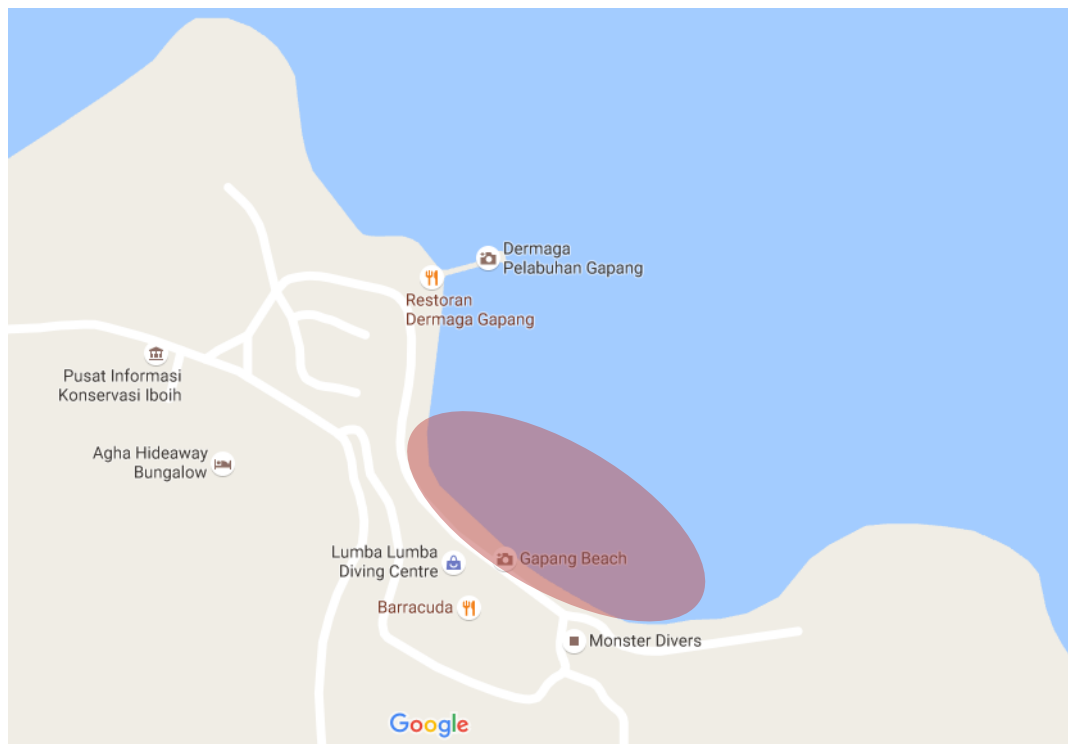 Dermaga
Pelabuhan Gapang
Restoran
Dermaga Gapang
Pusat Informasi
Konservasi Iboih
Agha Hideaway
Bungalow
Lumba Lumba
Diving Centre
Gapang Beach
Barracuda
Monster Divers
Google